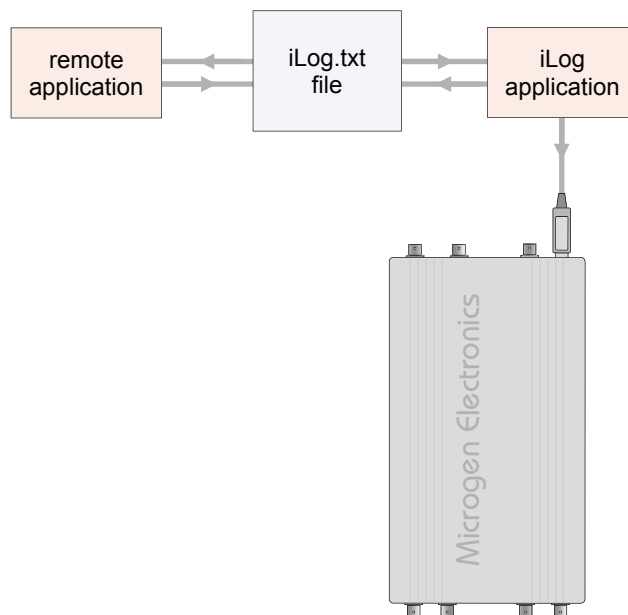 remote
application
iLog.txt
file
iLog
application
Microgen Electronics